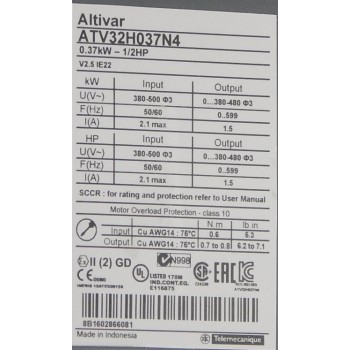 Altivar
ATV32H037N4
0.37kW – 1/2HP
V2.5 IE22
kW Input Output
U(V~) 380-500 Φ3 0...380-480 Φ3
F(Hz) 50/60 0...599
I(A) 2.1 max 1.5
HP Input Output
U(V~) 380-500 Φ3 0...380-480 Φ3
F(Hz) 50/60 0...599
I(A) 2.1 max 1.5
SCCR : for rating and protection refer to User Manual
Motor Overload Protection - class 10
N m lb in
Input Cu AWG14 : 75°C 0.6 5.3
Output Cu AWG14 : 75°C 0.7 to 0.8 6.2 to 7.1
II (2) GD
N998
LISTED 179M
IND.CONT.EQ.
E116875
8B1602866081
Made in Indonesia
Telemecanique